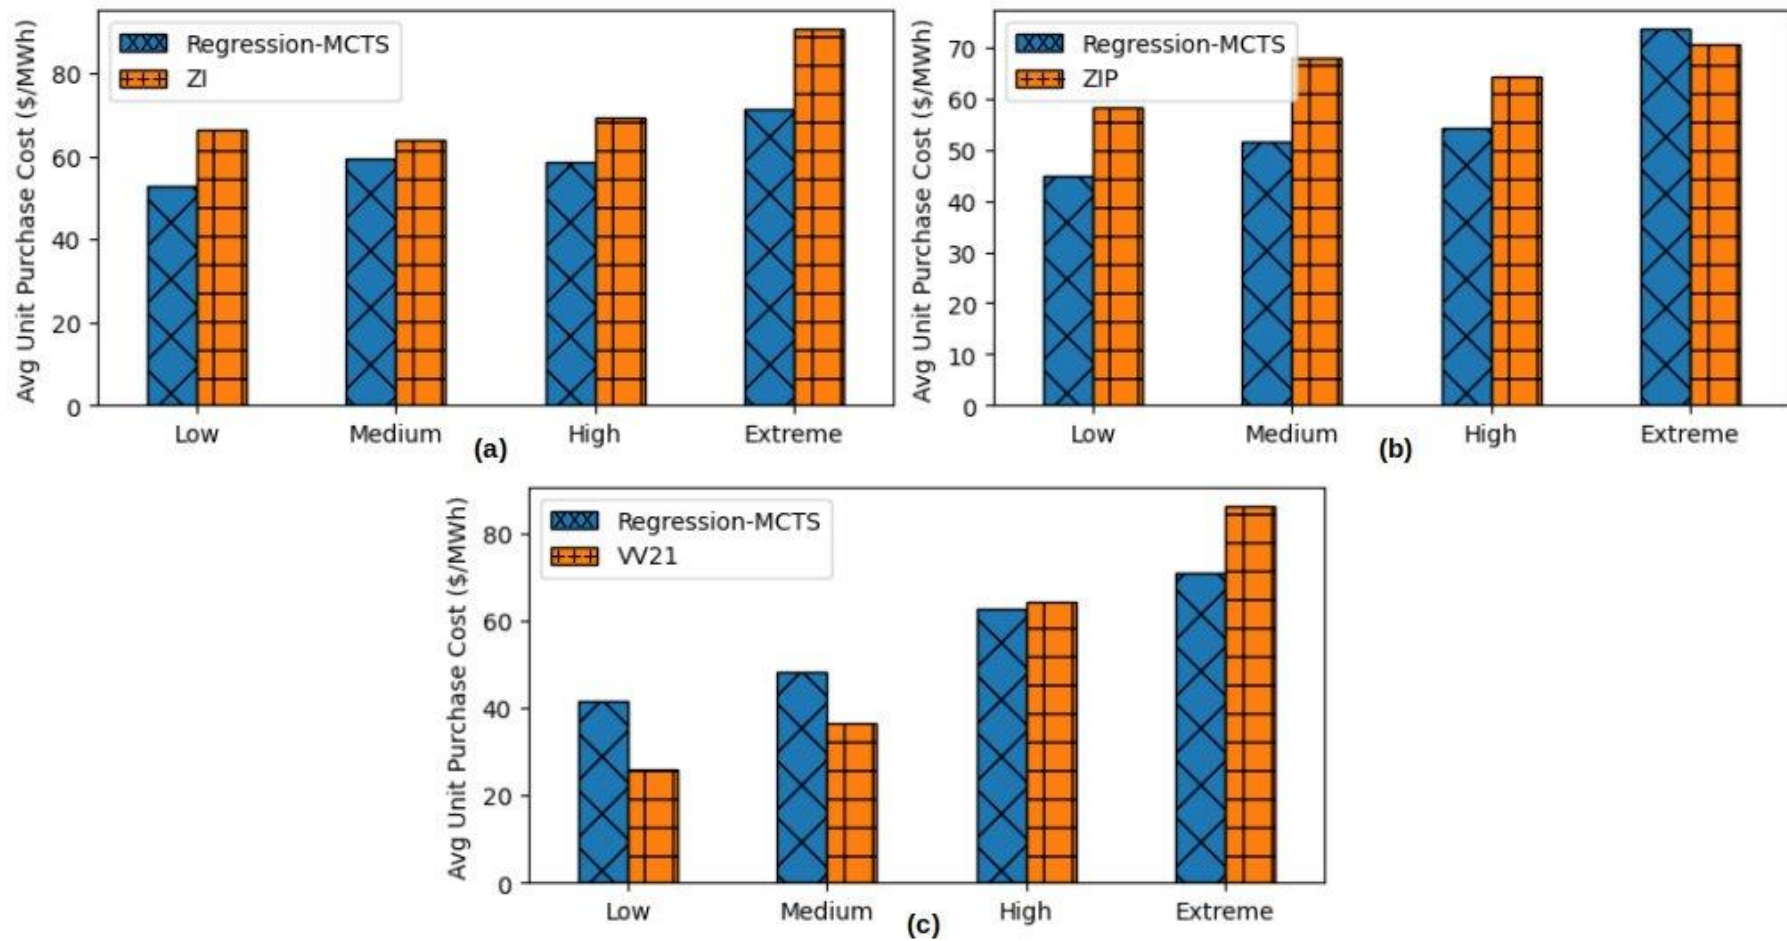 Avg Unit Purchase Cost ($/MWh)
80
60
40
20
0
Regression-MCTS
ZI
Low Medium High Extreme
(a)
Avg Unit Purchase Cost ($/MWh)
70
60
50
40
30
20
10
0
Regression-MCTS
ZIP
Low Medium High Extreme
(b)
Avg Unit Purchase Cost ($/MWh)
80
60
40
20
0
Regression-MCTS
VV21
Low Medium High Extreme
(c)